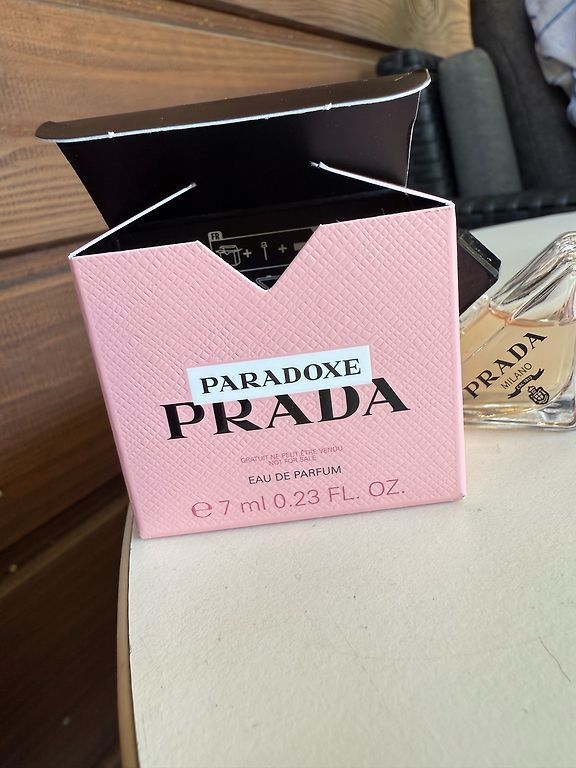 FR
PARADOXE
PRADA
GRATUIT NE PEUT ÊTRE VENDU
NOT FOR SALE
EAU DE PARFUM
℮ 7 ml 0.23 FL. OZ.
PRADA
MILANO